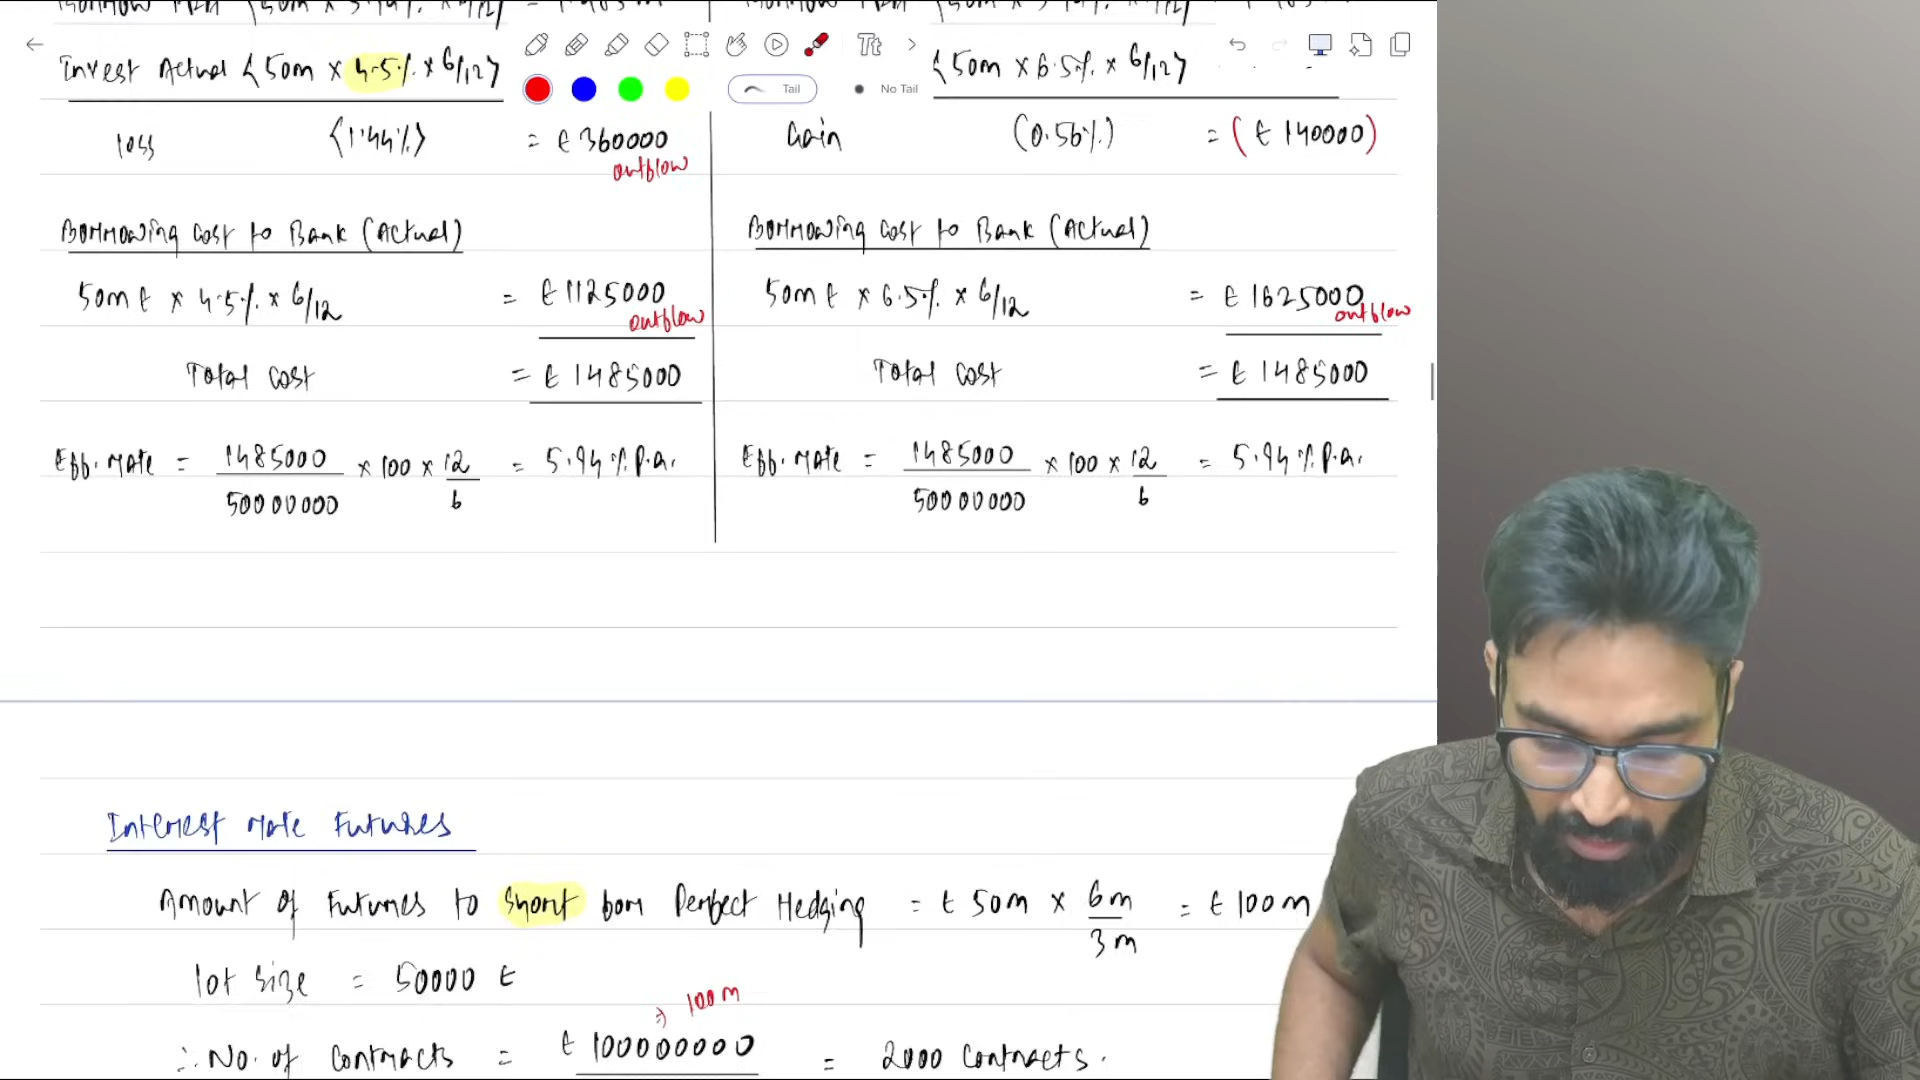 Invest Actual (50m × 4.5% × 6/12)
(50m × 6.5% × 6/12)
Tt
Tail
No Tail
loss (1.44%) = £ 360000
outflow
Gain (0.56%) = (£ 140000)
Borrowing Cost to Bank (Actual)
50m £ × 4.5% × 6/12 = £ 1125000
outflow
Total Cost = £ 1485000
Eff. rate = 1485000 / 50000000 × 100 × 12/6 = 5.94% p.a.
Borrowing Cost to Bank (Actual)
50m £ × 6.5% × 6/12 = £ 1625000
outflow
Total Cost = £ 1485000
Eff. rate = 1485000 / 50000000 × 100 × 12/6 = 5.94% p.a.
Interest Rate Futures
Amount of Futures to Short for Perfect Hedging = £ 50m × 6m/3m = £ 100m
lot size = 50000 £
⇒ 100m
∴ No. of Contracts = £ 100000000 = 2000 Contracts.